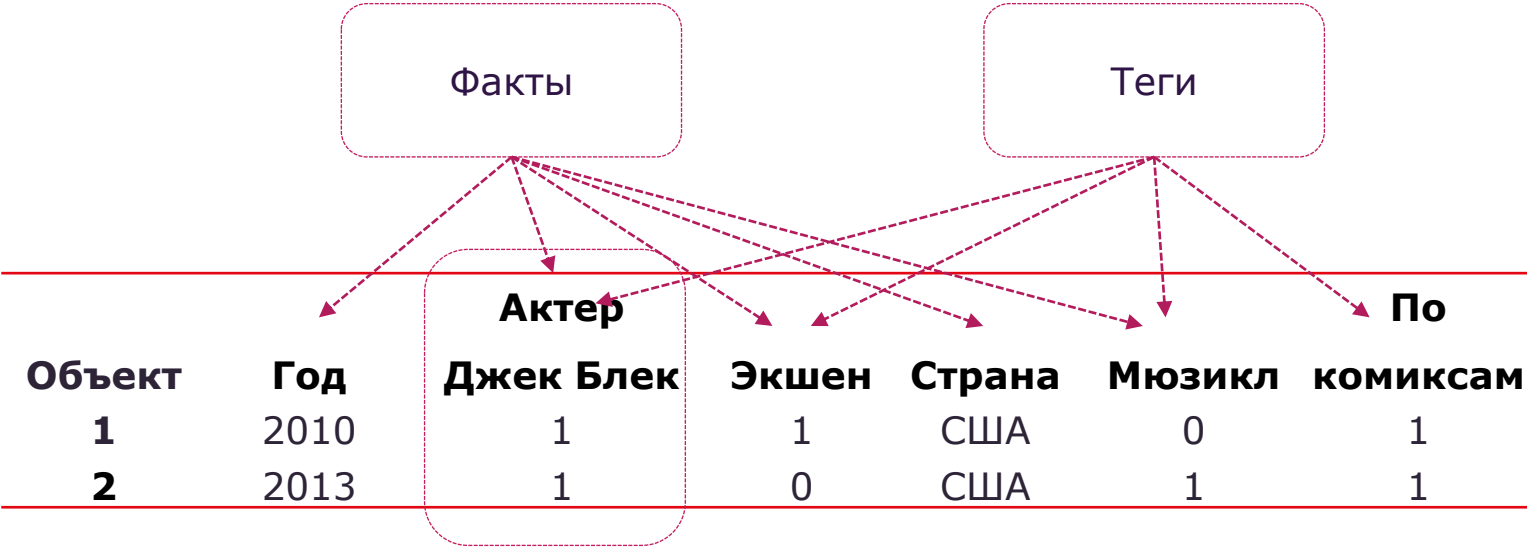 Факты
Теги
Актер
По
Объект Год Джек Блек Экшен Страна Мюзикл комиксам
1 2010 1 1 США 0 1
2 2013 1 0 США 1 1